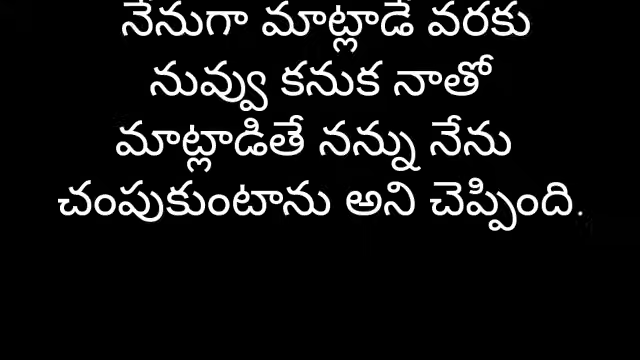 నేనుగా మాట్లాడే వరకు
నువ్వు కనుక నాతో
మాట్లాడితే నన్ను నేను
చంపుకుంటాను అని చెప్పింది.